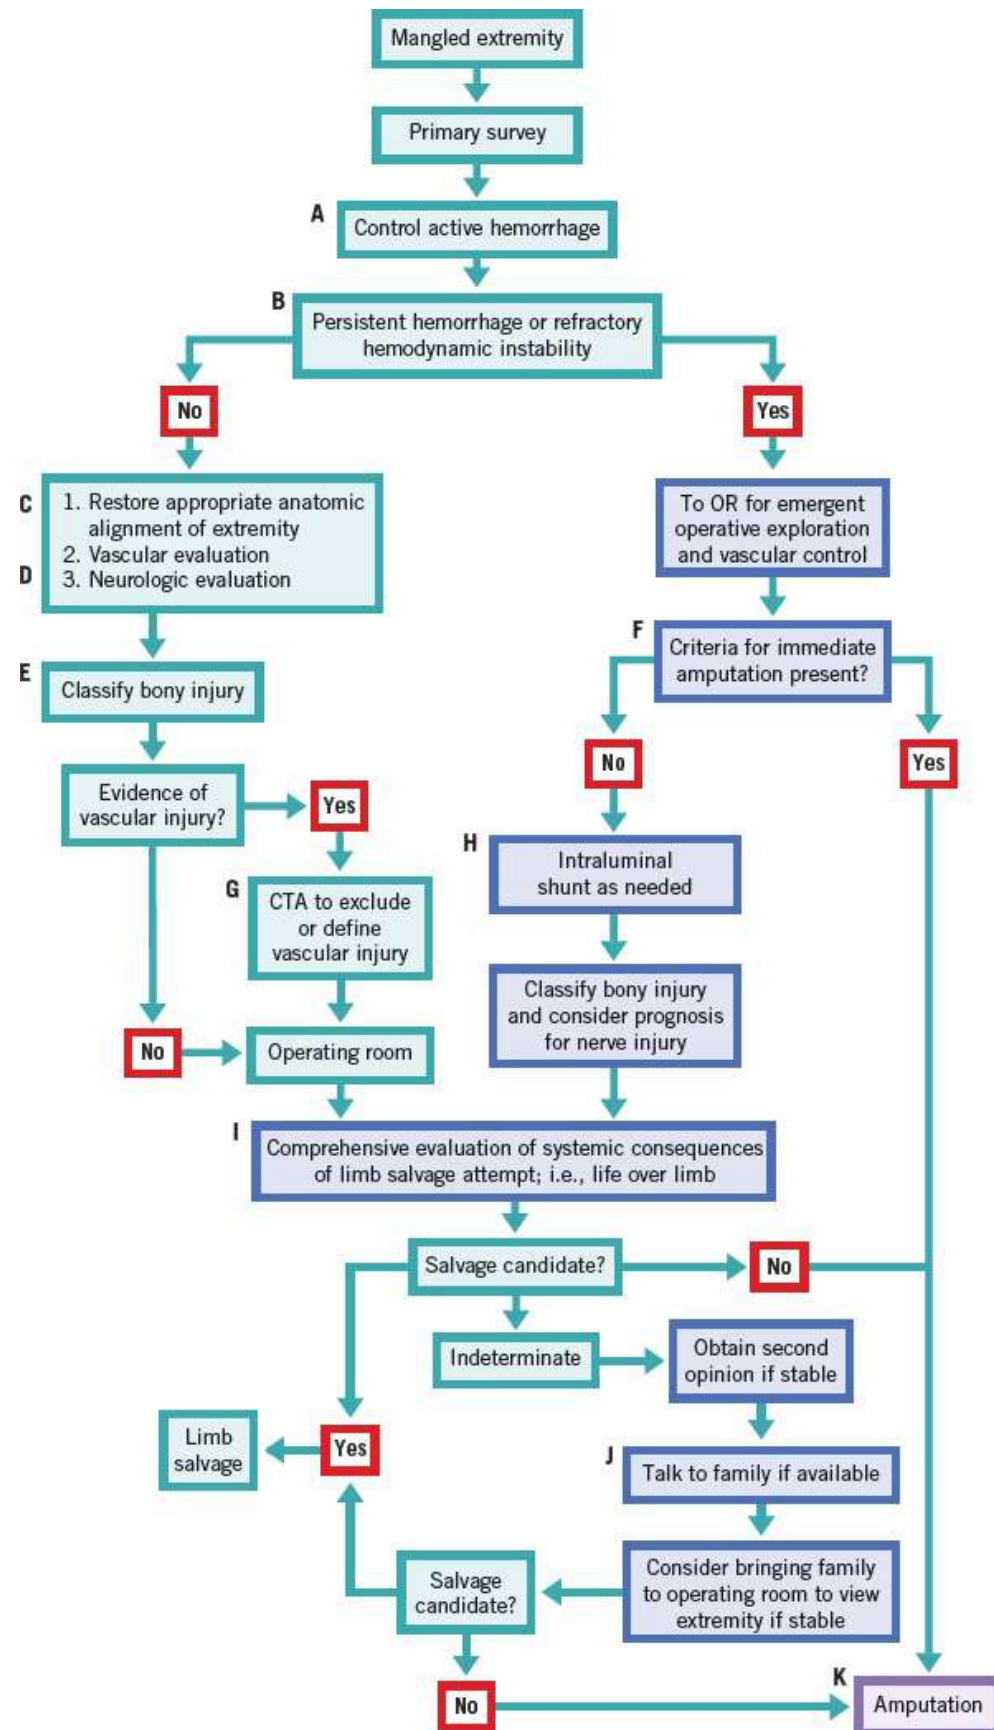 Mangled extremity
Primary survey
A
Control active hemorrhage
B
Persistent hemorrhage or refractory
hemodynamic instability
No
Yes
C
1. Restore appropriate anatomic
alignment of extremity
2. Vascular evaluation
D
3. Neurologic evaluation
To OR for emergent
operative exploration
and vascular control
F
Criteria for immediate
amputation present?
E
Classify bony injury
No
Yes
Evidence of
vascular injury?
Yes
H
Intraluminal
shunt as needed
G
CTA to exclude
or define
vascular injury
Classify bony injury
and consider prognosis
for nerve injury
No
Operating room
I
Comprehensive evaluation of systemic consequences
of limb salvage attempt; i.e., life over limb
Salvage candidate?
No
Indeterminate
Obtain second
opinion if stable
Limb
salvage
Yes
J
Talk to family if available
Salvage
candidate?
Consider bringing family
to operating room to view
extremity if stable
No
K
Amputation